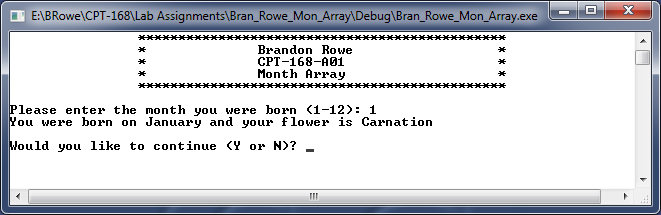 E:\BRowe\CPT-168\Lab Assignments\Bran_Rowe_Mon_Array\Debug\Bran_Rowe_Mon_Array.exe
**********************************************
* Brandon Rowe *
* CPT-168-A01 *
* Month Array *
**********************************************
Please enter the month you were born (1-12): 1
You were born on January and your flower is Carnation
Would you like to continue (Y or N)? _